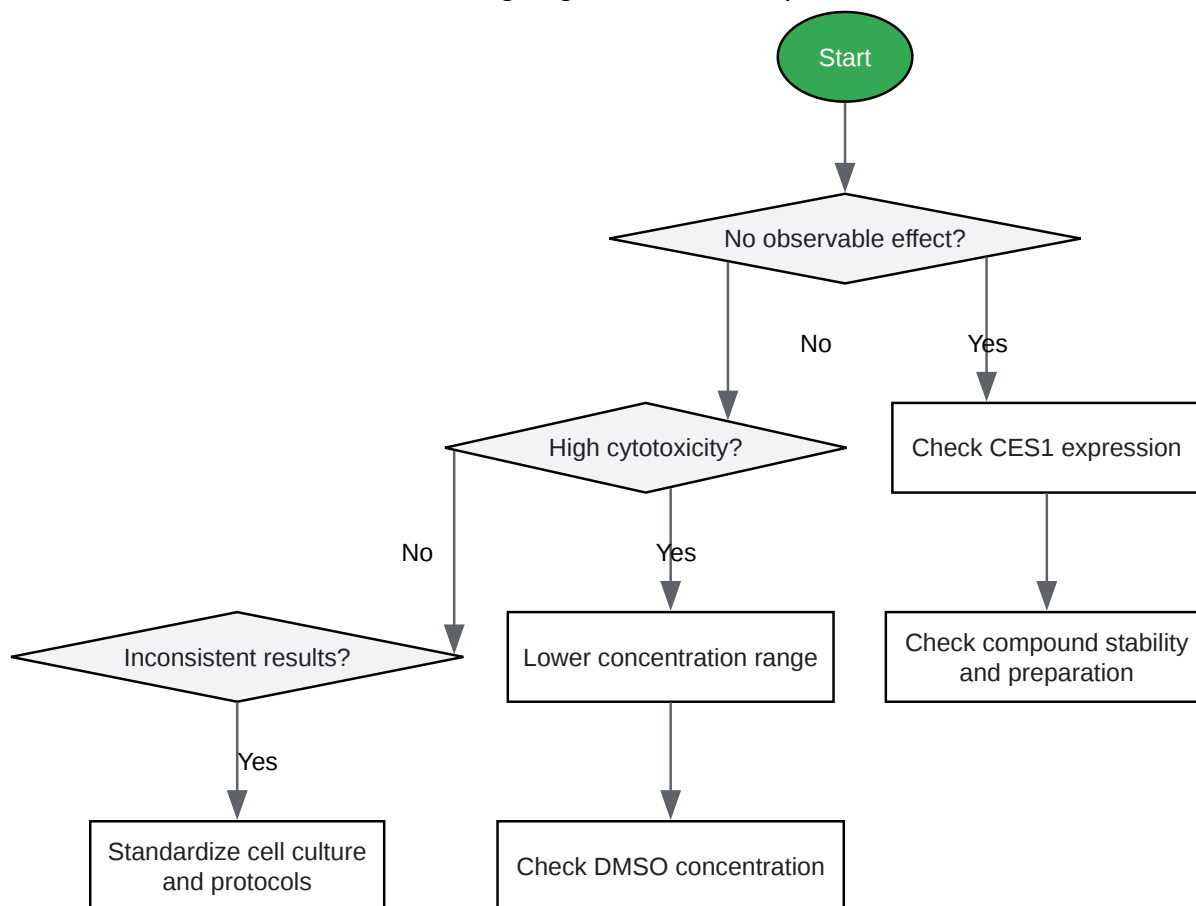 Start
No observable effect?
No
Yes
High cytotoxicity?
Check CES1 expression
No
Yes
Inconsistent results?
Lower concentration range
Check compound stability
and preparation
Yes
Standardize cell culture
and protocols
Check DMSO concentration